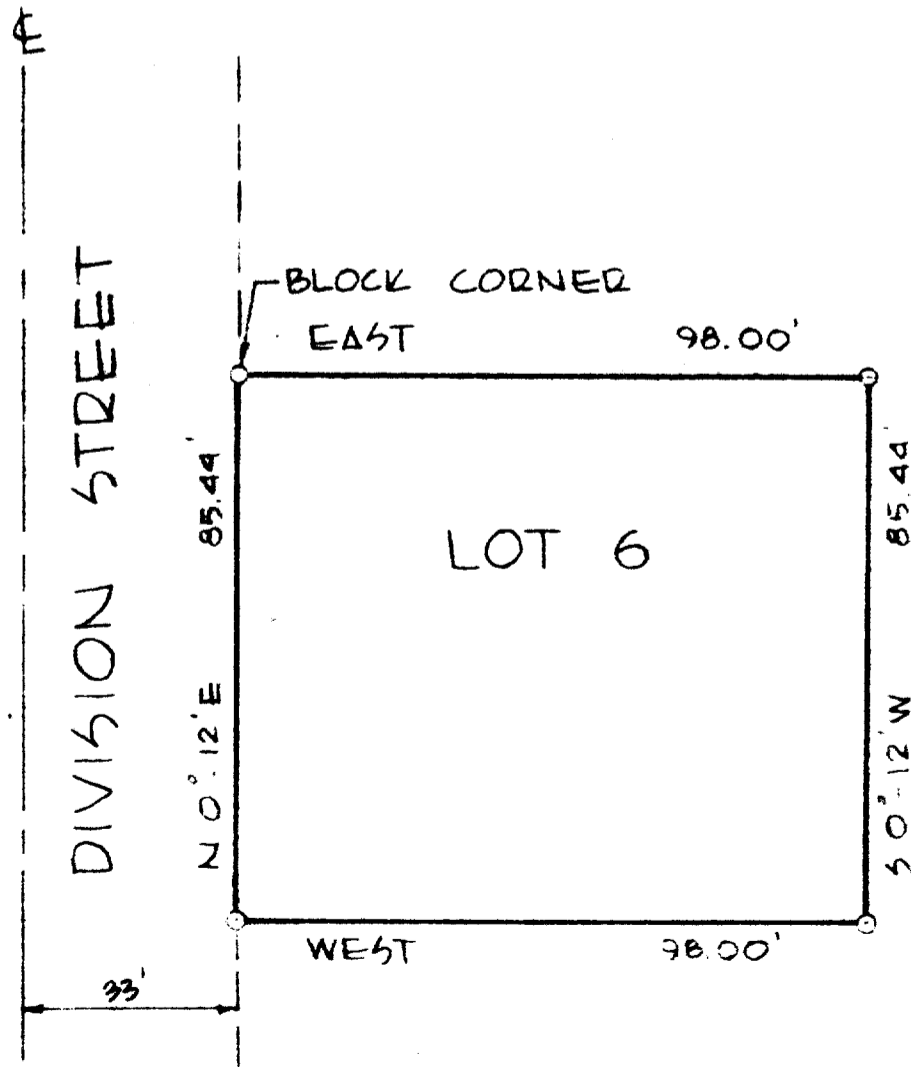 ℄
BLOCK CORNER
EAST 98.00'
DIVISION STREET
N 0°-12'E 85.44'
LOT 6
S 0°-12'W 85.44'
WEST 98.00'
33'